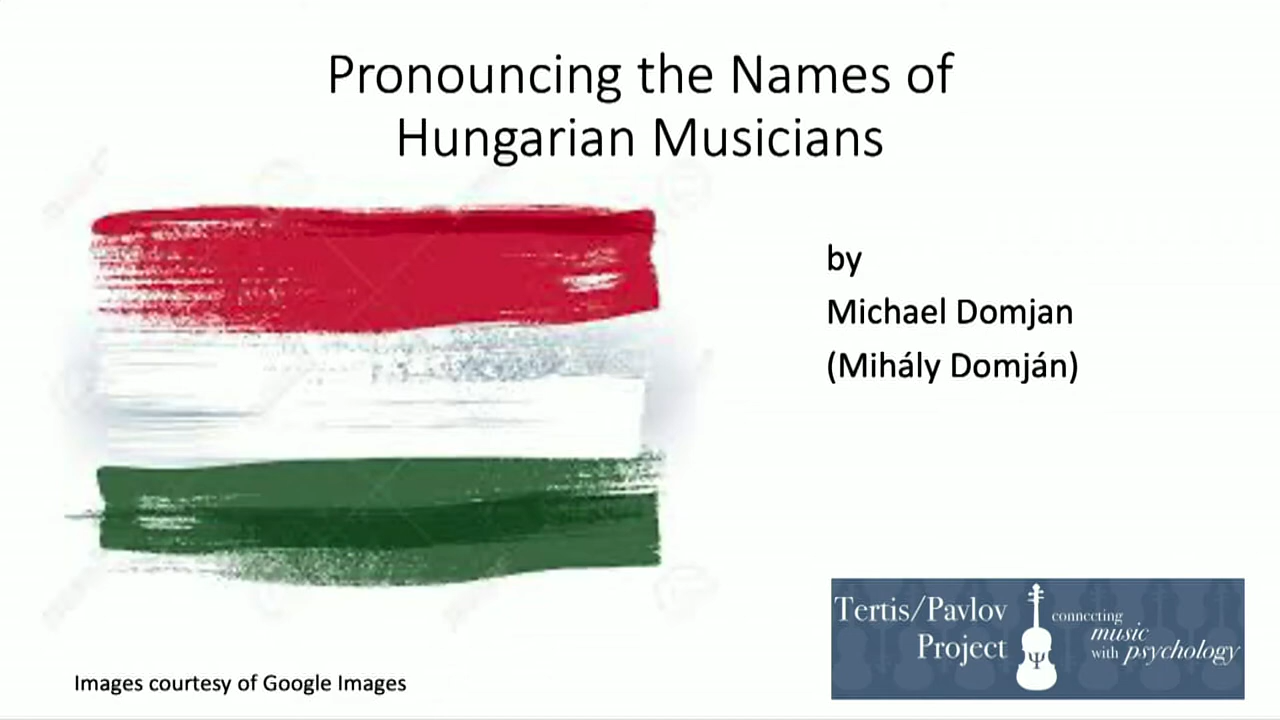 Pronouncing the Names of
Hungarian Musicians
by
Michael Domjan
(Mihály Domján)
Tertis/Pavlov
Project
connecting
music
with psychology
Ψ
Images courtesy of Google Images